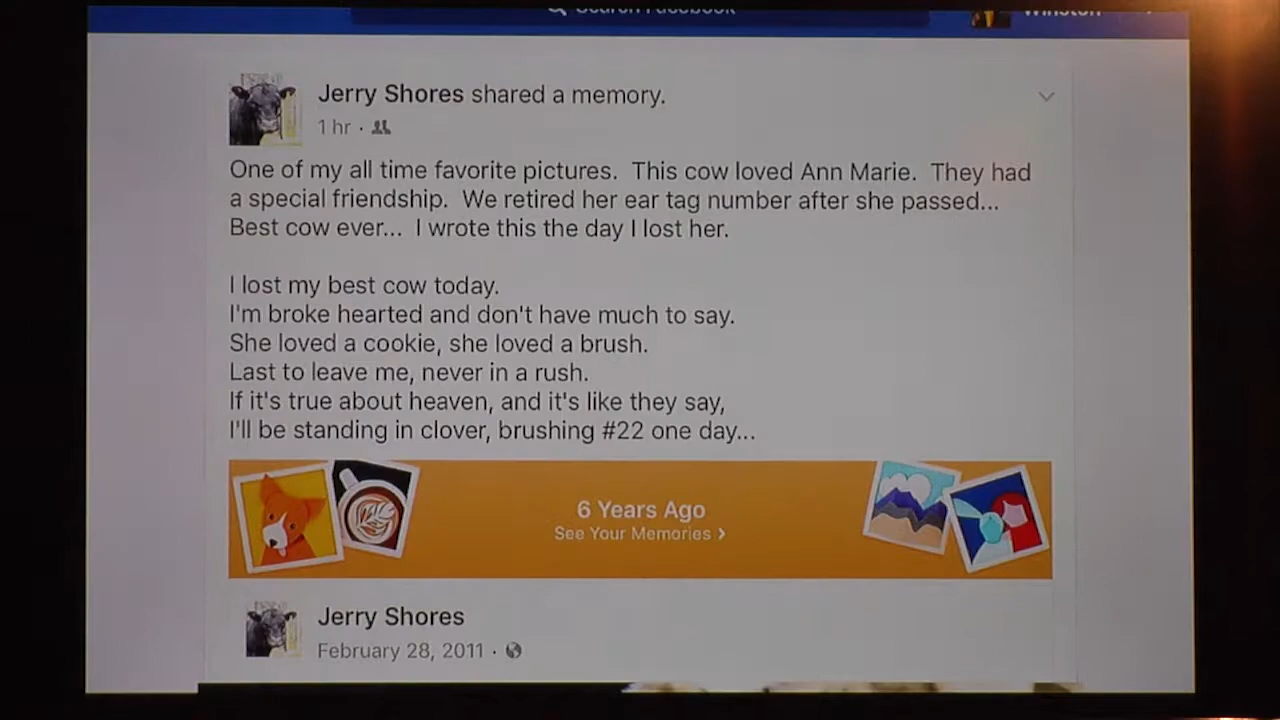 Jerry Shores shared a memory.
1 hr ·
One of my all time favorite pictures. This cow loved Ann Marie. They had
a special friendship. We retired her ear tag number after she passed...
Best cow ever... I wrote this the day I lost her.
I lost my best cow today.
I'm broke hearted and don't have much to say.
She loved a cookie, she loved a brush.
Last to leave me, never in a rush.
If it's true about heaven, and it's like they say,
I'll be standing in clover, brushing #22 one day...
6 Years Ago
See Your Memories >
Jerry Shores
February 28, 2011 ·